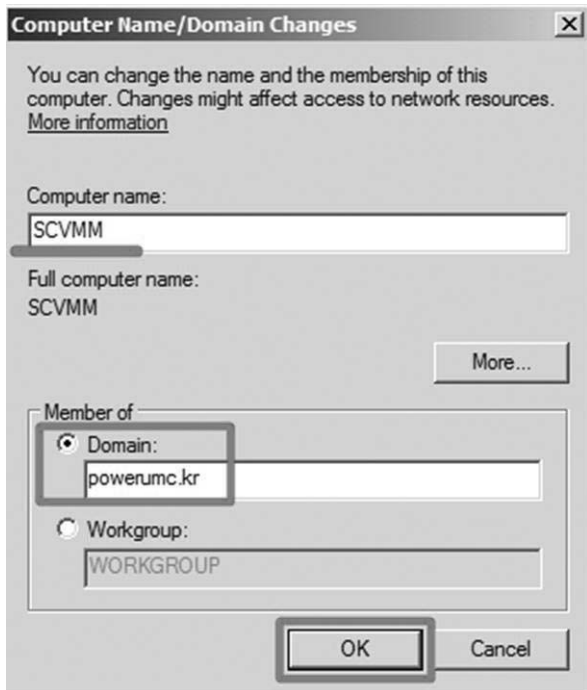 Computer Name/Domain Changes
You can change the name and the membership of this
computer. Changes might affect access to network resources.
More information
Computer name:
SCVMM
Full computer name:
SCVMM
More...
Member of
Domain:
powerumc.kr
Workgroup:
WORKGROUP
OK Cancel